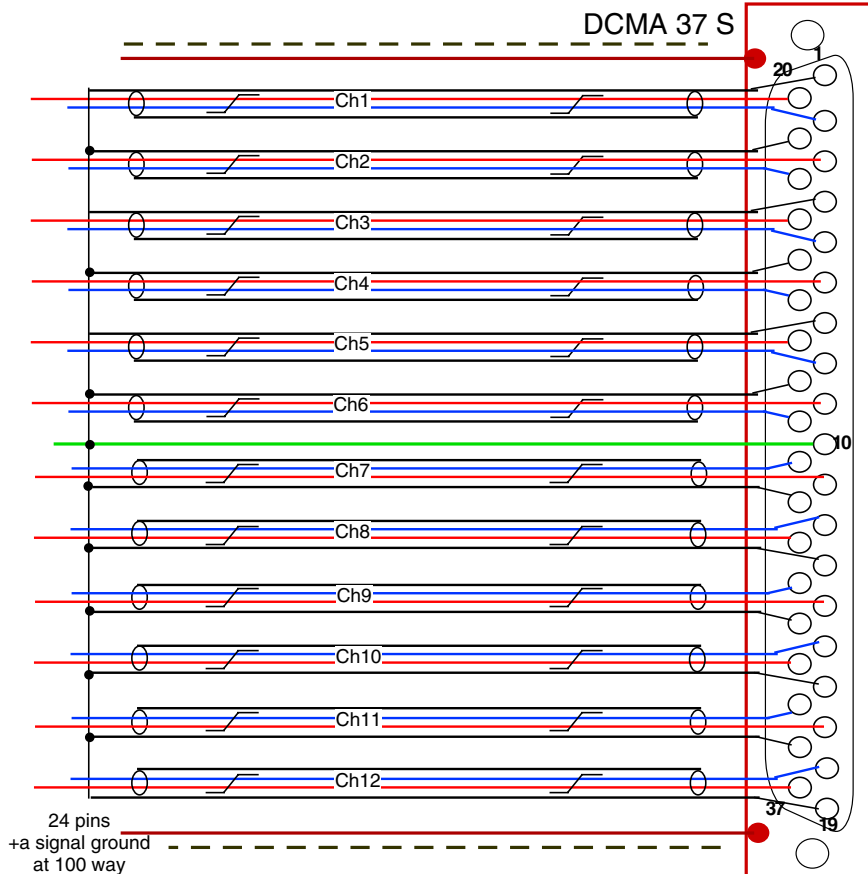 DCMA 37 S
1
20
Ch1
Ch2
Ch3
Ch4
Ch5
Ch6
10
Ch7
Ch8
Ch9
Ch10
Ch11
Ch12
37
19
24 pins
+a signal ground
at 100 way